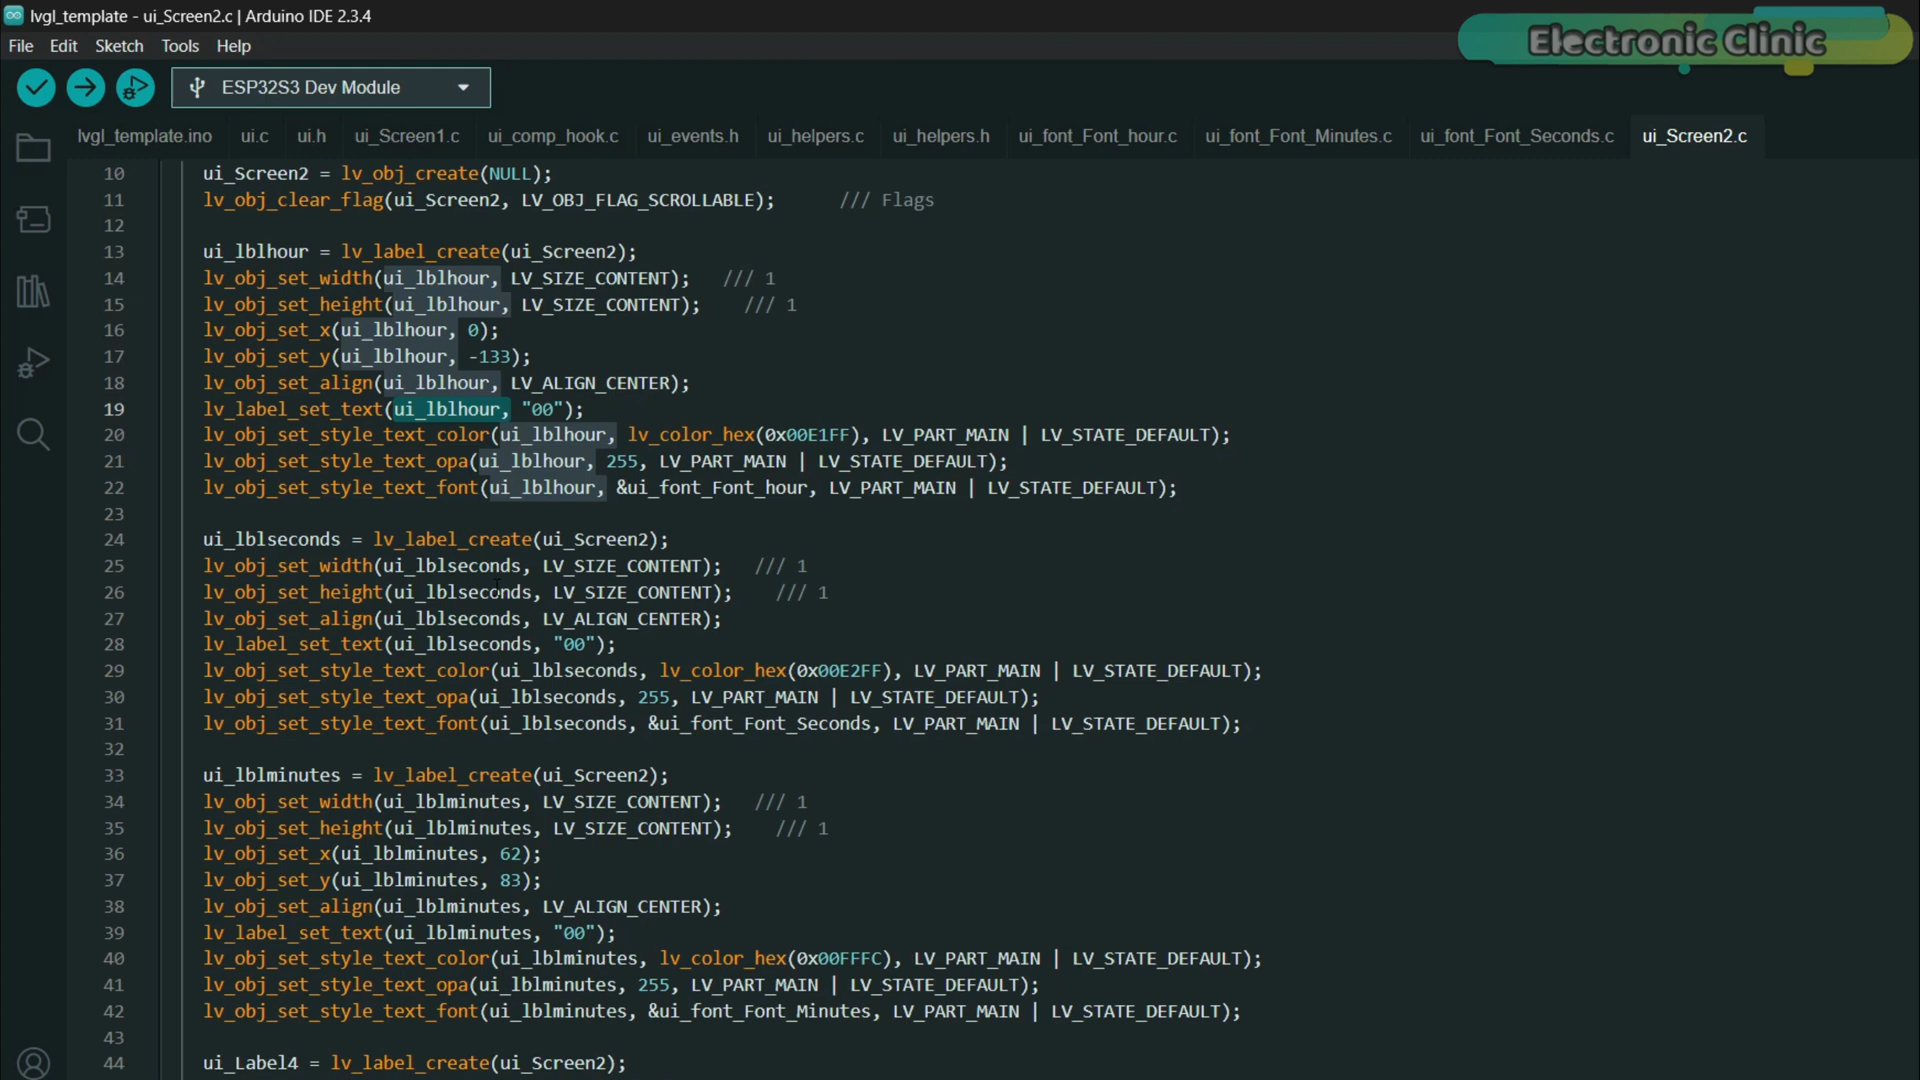 lvgl_template - ui_Screen2.c | Arduino IDE 2.3.4
Electronic Clinic
File Edit Sketch Tools Help
ESP32S3 Dev Module
lvgl_template.ino ui.c ui.h ui_Screen1.c ui_comp_hook.c ui_events.h ui_helpers.c ui_helpers.h ui_font_Font_hour.c ui_font_Font_Minutes.c ui_font_Font_Seconds.c ui_Screen2.c
10 ui_Screen2 = lv_obj_create(NULL);
11 lv_obj_clear_flag(ui_Screen2, LV_OBJ_FLAG_SCROLLABLE); /// Flags
12
13 ui_lblhour = lv_label_create(ui_Screen2);
14 lv_obj_set_width(ui_lblhour, LV_SIZE_CONTENT); /// 1
15 lv_obj_set_height(ui_lblhour, LV_SIZE_CONTENT); /// 1
16 lv_obj_set_x(ui_lblhour, 0);
17 lv_obj_set_y(ui_lblhour, -133);
18 lv_obj_set_align(ui_lblhour, LV_ALIGN_CENTER);
19 lv_label_set_text(ui_lblhour, "00");
20 lv_obj_set_style_text_color(ui_lblhour, lv_color_hex(0x00E1FF), LV_PART_MAIN | LV_STATE_DEFAULT);
21 lv_obj_set_style_text_opa(ui_lblhour, 255, LV_PART_MAIN | LV_STATE_DEFAULT);
22 lv_obj_set_style_text_font(ui_lblhour, &ui_font_Font_hour, LV_PART_MAIN | LV_STATE_DEFAULT);
23
24 ui_lblseconds = lv_label_create(ui_Screen2);
25 lv_obj_set_width(ui_lblseconds, LV_SIZE_CONTENT); /// 1
26 lv_obj_set_height(ui_lblseconds, LV_SIZE_CONTENT); /// 1
27 lv_obj_set_align(ui_lblseconds, LV_ALIGN_CENTER);
28 lv_label_set_text(ui_lblseconds, "00");
29 lv_obj_set_style_text_color(ui_lblseconds, lv_color_hex(0x00E2FF), LV_PART_MAIN | LV_STATE_DEFAULT);
30 lv_obj_set_style_text_opa(ui_lblseconds, 255, LV_PART_MAIN | LV_STATE_DEFAULT);
31 lv_obj_set_style_text_font(ui_lblseconds, &ui_font_Font_Seconds, LV_PART_MAIN | LV_STATE_DEFAULT);
32
33 ui_lblminutes = lv_label_create(ui_Screen2);
34 lv_obj_set_width(ui_lblminutes, LV_SIZE_CONTENT); /// 1
35 lv_obj_set_height(ui_lblminutes, LV_SIZE_CONTENT); /// 1
36 lv_obj_set_x(ui_lblminutes, 62);
37 lv_obj_set_y(ui_lblminutes, 83);
38 lv_obj_set_align(ui_lblminutes, LV_ALIGN_CENTER);
39 lv_label_set_text(ui_lblminutes, "00");
40 lv_obj_set_style_text_color(ui_lblminutes, lv_color_hex(0x00FFFC), LV_PART_MAIN | LV_STATE_DEFAULT);
41 lv_obj_set_style_text_opa(ui_lblminutes, 255, LV_PART_MAIN | LV_STATE_DEFAULT);
42 lv_obj_set_style_text_font(ui_lblminutes, &ui_font_Font_Minutes, LV_PART_MAIN | LV_STATE_DEFAULT);
43
44 ui_Label4 = lv_label_create(ui_Screen2);